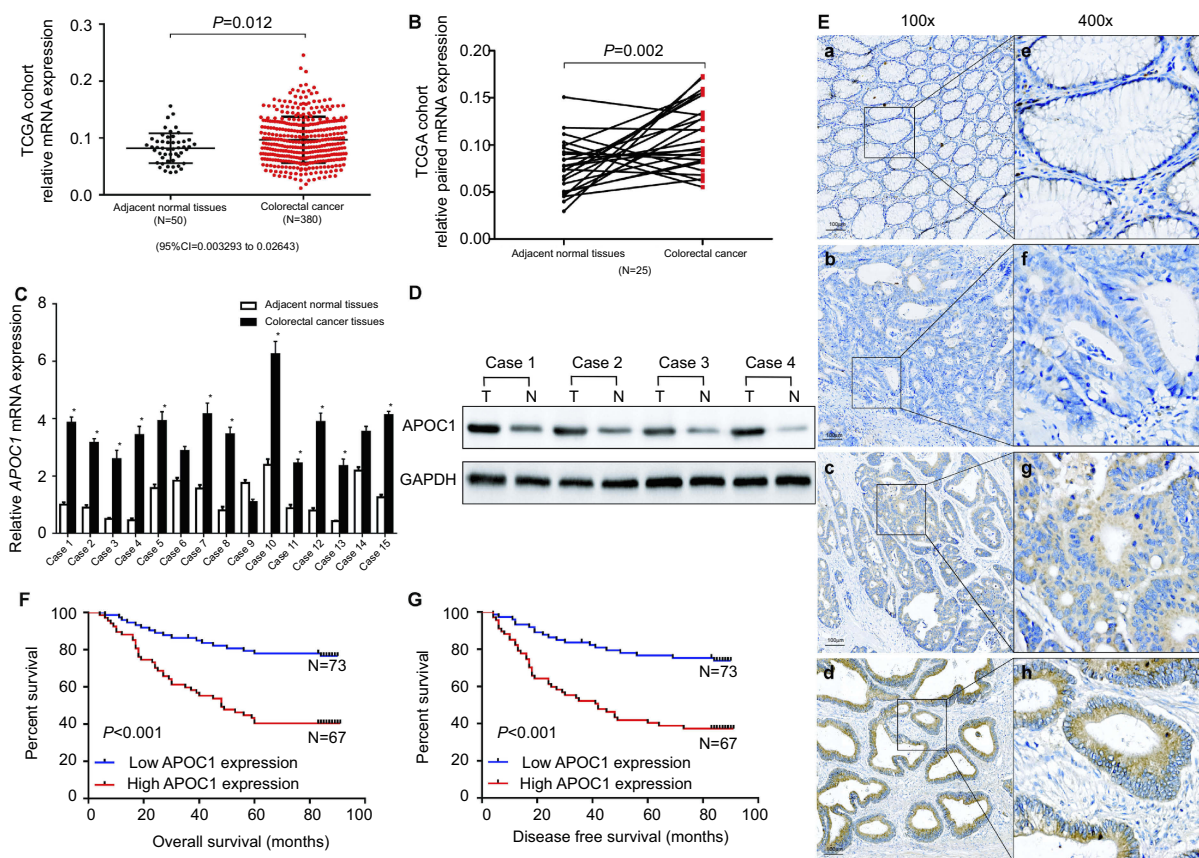 P=0.012
TCGA cohort
relative mRNA expression
0.3
0.2
0.1
0.0
Adjacent normal tissues
(N=50)
Colorectal cancer
(N=380)
(95%CI=0.003293 to 0.02643)
B
P=0.002
TCGA cohort
relative paired mRNA expression
0.20
0.15
0.10
0.05
0.00
Adjacent normal tissues
Colorectal cancer
(N=25)
C
Relative APOC1 mRNA expression
8
6
4
2
0
Adjacent normal tissues
Colorectal cancer tissues
* * * * * * * * * * * * *
Case 1
Case 2
Case 3
Case 4
Case 5
Case 6
Case 7
Case 8
Case 9
Case 10
Case 11
Case 12
Case 13
Case 14
Case 15
D
Case 1 Case 2 Case 3 Case 4
T N T N T N T N
APOC1
GAPDH
E
100x 400x
a e
100μm
b f
100μm
c g
100μm
d h
100μm
F
Percent survival
100
80
60
40
20
0
N=73
N=67
P<0.001
Low APOC1 expression
High APOC1 expression
0 20 40 60 80 100
Overall survival (months)
G
Percent survival
100
80
60
40
20
0
N=73
N=67
P<0.001
Low APOC1 expression
High APOC1 expression
0 20 40 60 80 100
Disease free survival (months)